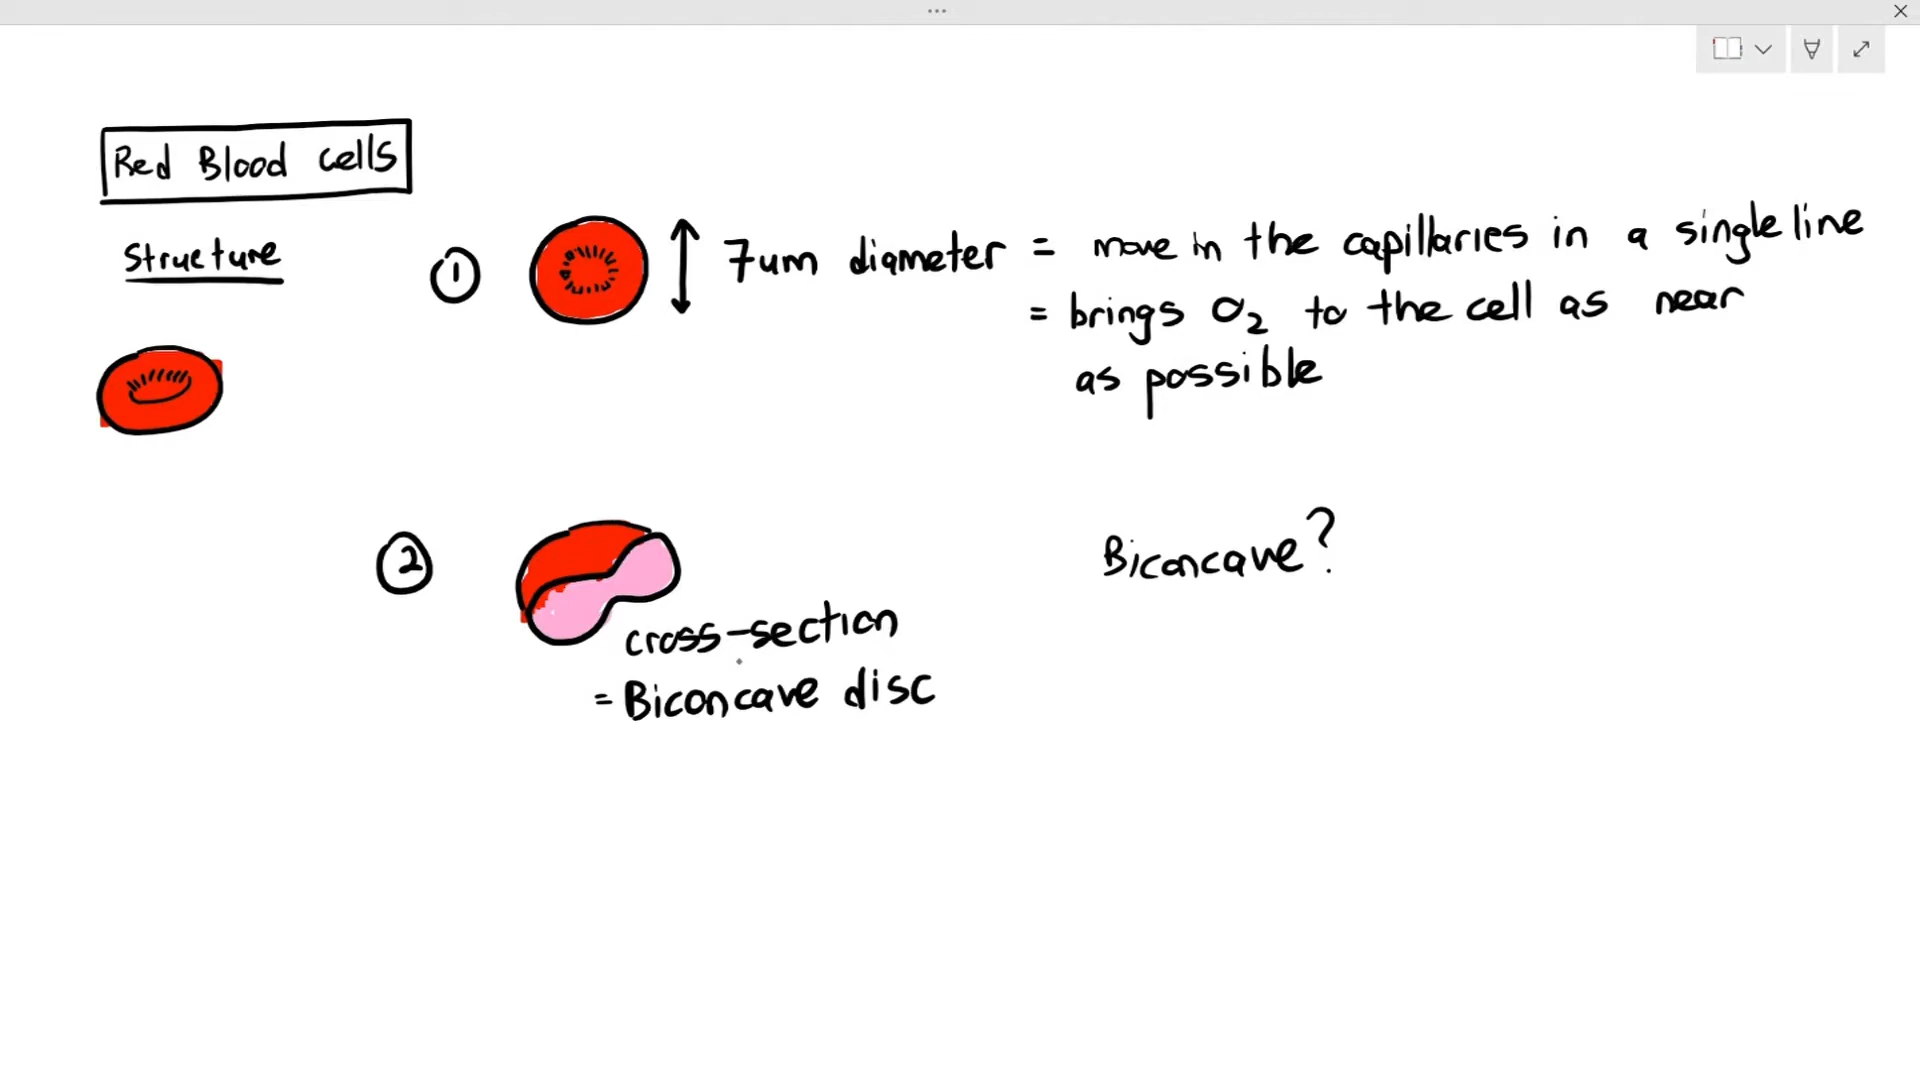 Red Blood cells
Structure
1
7um diameter = move in the capillaries in a single line
= brings O2 to the cell as near
as possible
2
Biconcave?
cross-section
= Biconcave disc